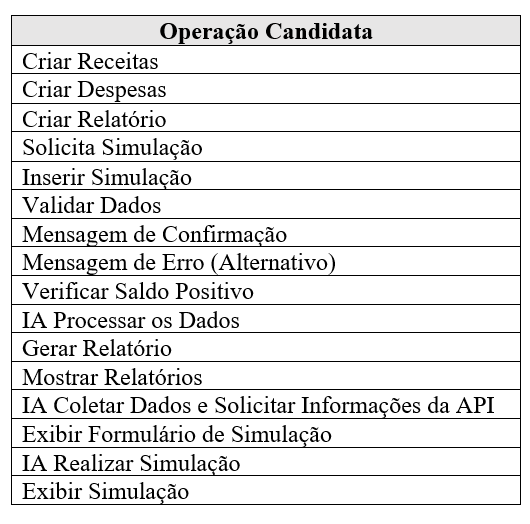 Operação Candidata
Criar Receitas
Criar Despesas
Criar Relatório
Solicita Simulação
Inserir Simulação
Validar Dados
Mensagem de Confirmação
Mensagem de Erro (Alternativo)
Verificar Saldo Positivo
IA Processar os Dados
Gerar Relatório
Mostrar Relatórios
IA Coletar Dados e Solicitar Informações da API
Exibir Formulário de Simulação
IA Realizar Simulação
Exibir Simulação